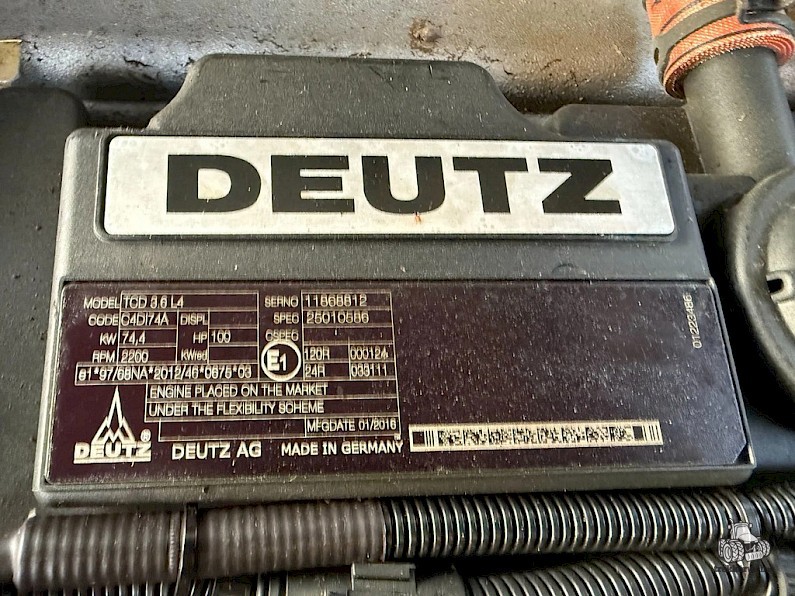 DEUTZ
MODEL TCD 3.6 L4 SERNO 11868812
CODE C4DI74A DISPL SPEC 25010586
KW 74,4 HP 100 CSPEC
RPM 2200 KWred E1 120R 000124
e1*97/68NA*2012/46*0675*03 24R 033111
ENGINE PLACED ON THE MARKET
UNDER THE FLEXIBILITY SCHEME
MFGDATE 01/2016
DEUTZ® DEUTZ AG MADE IN GERMANY
01223486